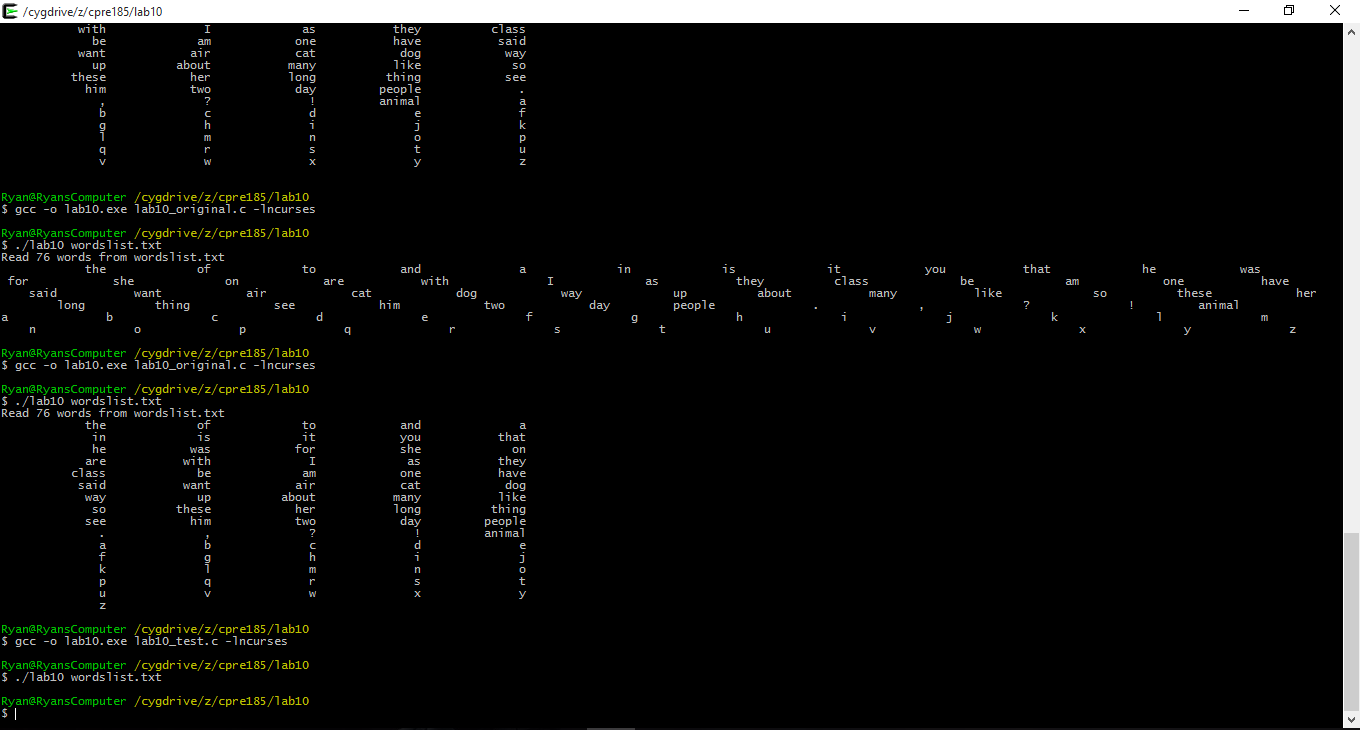 /cygdrive/z/cpre185/lab10
with I as they class
be am one have said
want air cat dog way
up about many like so
these her long thing see
him two day people .
, ? ! animal a
b c d e f
g h i j k
l m n o p
q r s t u
v w x y z
Ryan@RyansComputer /cygdrive/z/cpre185/lab10
$ gcc -o lab10.exe lab10_original.c -lncurses
Ryan@RyansComputer /cygdrive/z/cpre185/lab10
$ ./lab10 wordslist.txt
Read 76 words from wordslist.txt
the of to and a in is it you that he was
for she on are with I as they class be am one have
said want air cat dog way up about many like so these her
long thing see him two day people . , ? ! animal
a b c d e f g h i j k l m
n o p q r s t u v w x y z
Ryan@RyansComputer /cygdrive/z/cpre185/lab10
$ gcc -o lab10.exe lab10_original.c -lncurses
Ryan@RyansComputer /cygdrive/z/cpre185/lab10
$ ./lab10 wordslist.txt
Read 76 words from wordslist.txt
the of to and a
in is it you that
he was for she on
are with I as they
class be am one have
said want air cat dog
way up about many like
so these her long thing
see him two day people
. , ? ! animal
a b c d e
f g h i j
k l m n o
p q r s t
u v w x y
z
Ryan@RyansComputer /cygdrive/z/cpre185/lab10
$ gcc -o lab10.exe lab10_test.c -lncurses
Ryan@RyansComputer /cygdrive/z/cpre185/lab10
$ ./lab10 wordslist.txt
Ryan@RyansComputer /cygdrive/z/cpre185/lab10
$